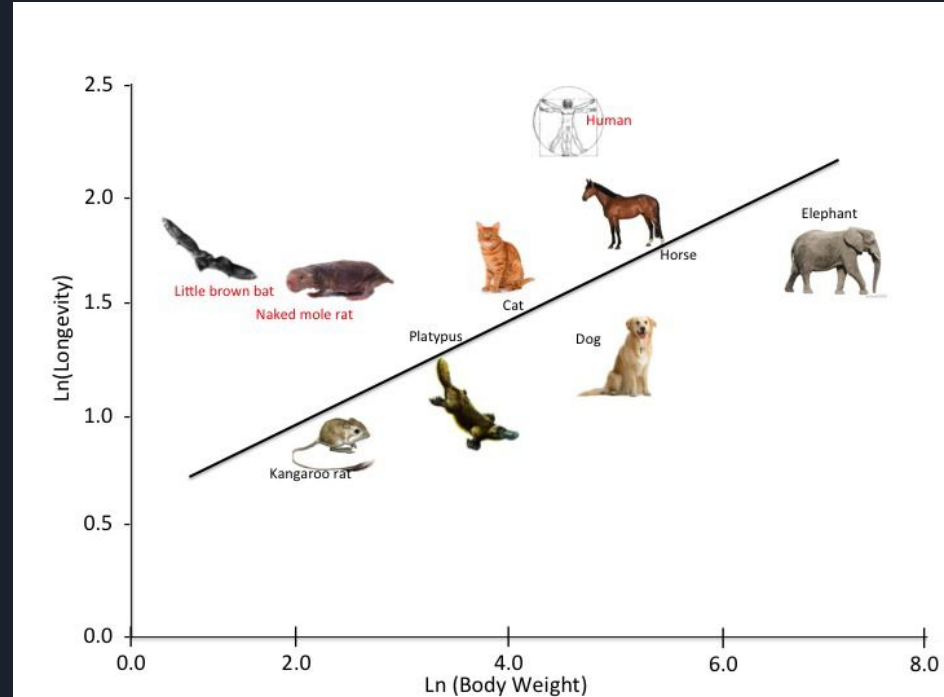 2.5
Human
2.0
Elephant
Horse
Little brown bat
Naked mole rat
1.5
Cat
Platypus
Dog
Ln(Longevity)
1.0
Kangaroo rat
0.5
0.0
0.0 2.0 4.0 6.0 8.0
Ln (Body Weight)